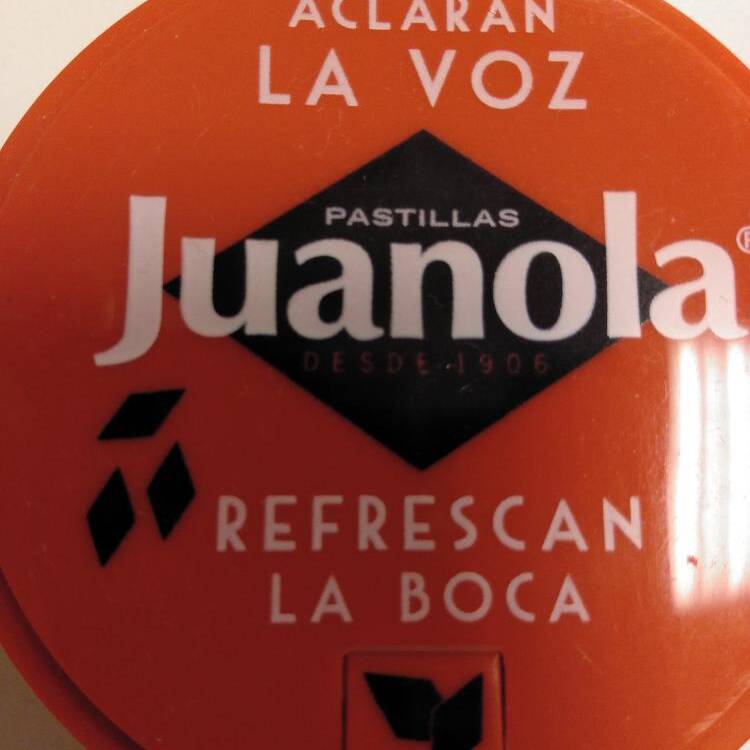 ACLARAN
LA VOZ
PASTILLAS
Juanola®
DESDE 1906
REFRESCAN
LA BOCA